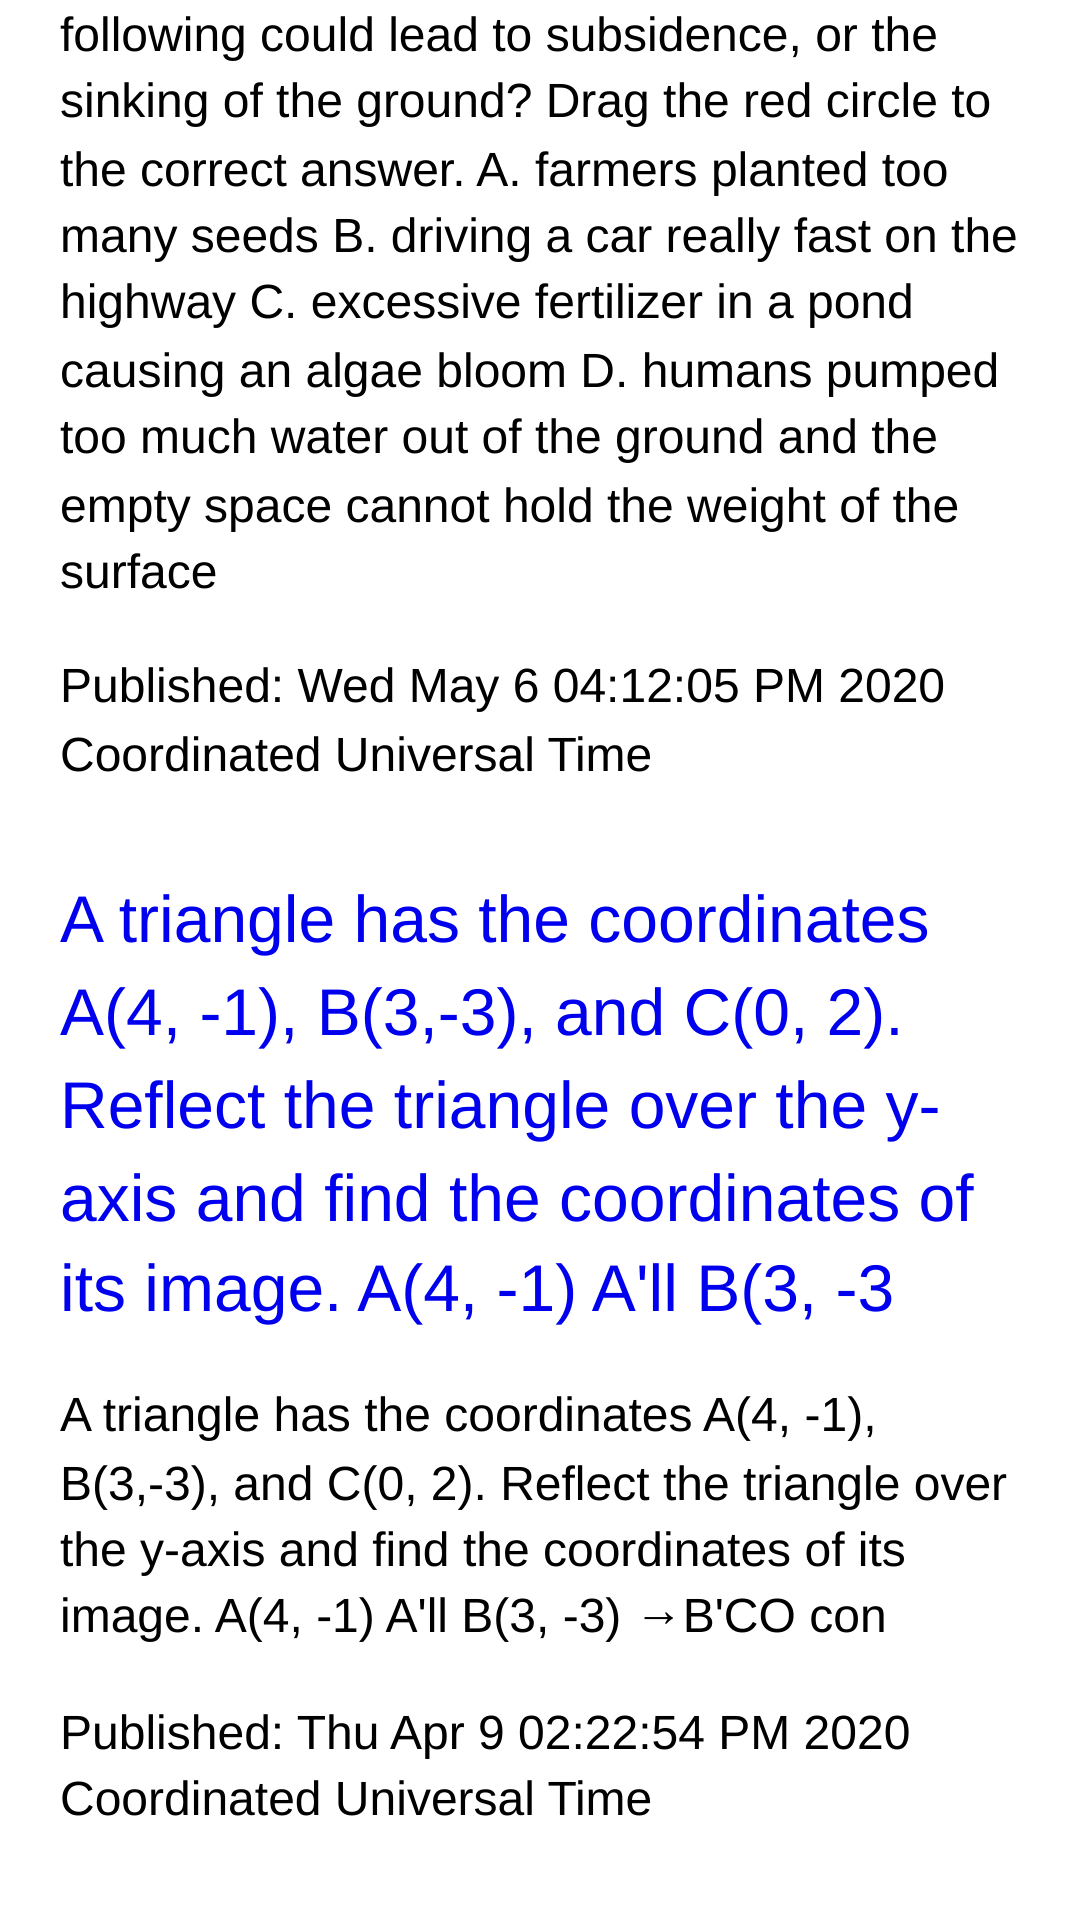 following could lead to subsidence, or the
sinking of the ground? Drag the red circle to
the correct answer. A. farmers planted too
many seeds B. driving a car really fast on the
highway C. excessive fertilizer in a pond
causing an algae bloom D. humans pumped
too much water out of the ground and the
empty space cannot hold the weight of the
surface
Published: Wed May 6 04:12:05 PM 2020
Coordinated Universal Time
A triangle has the coordinates
A(4, -1), B(3,-3), and C(0, 2).
Reflect the triangle over the y-
axis and find the coordinates of
its image. A(4, -1) A'll B(3, -3
A triangle has the coordinates A(4, -1),
B(3,-3), and C(0, 2). Reflect the triangle over
the y-axis and find the coordinates of its
image. A(4, -1) A'll B(3, -3) →B'CO con
Published: Thu Apr 9 02:22:54 PM 2020
Coordinated Universal Time